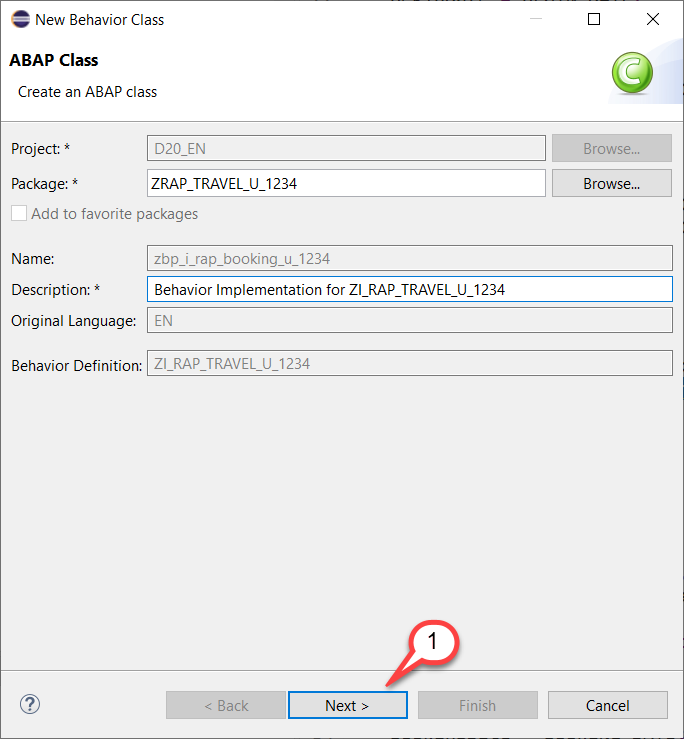 New Behavior Class
ABAP Class
Create an ABAP class
Project: * D20_EN Browse...
Package: * ZRAP_TRAVEL_U_1234 Browse...
Add to favorite packages
Name: zbp_i_rap_booking_u_1234
Description: * Behavior Implementation for ZI_RAP_TRAVEL_U_1234
Original Language: EN
Behavior Definition: ZI_RAP_TRAVEL_U_1234
1
? < Back Next > Finish Cancel